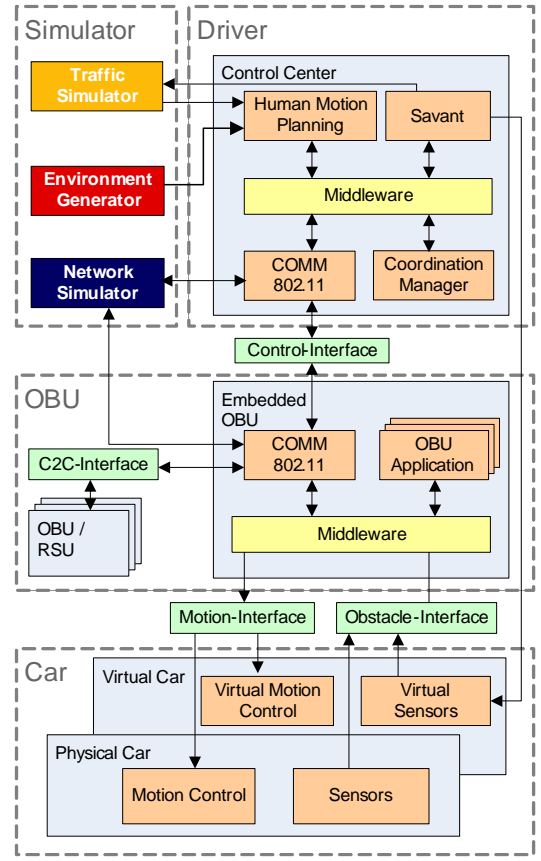 Simulator
Driver
Traffic
Simulator
Environment
Generator
Network
Simulator
Control Center
Human Motion
Planning
Savant
Middleware
COMM
802.11
Coordination
Manager
Control-Interface
OBU
Embedded
OBU
COMM
802.11
OBU
Application
C2C-Interface
OBU /
RSU
Middleware
Motion-Interface
Obstacle-Interface
Car
Virtual Car
Virtual Motion
Control
Virtual
Sensors
Physical Car
Motion Control
Sensors